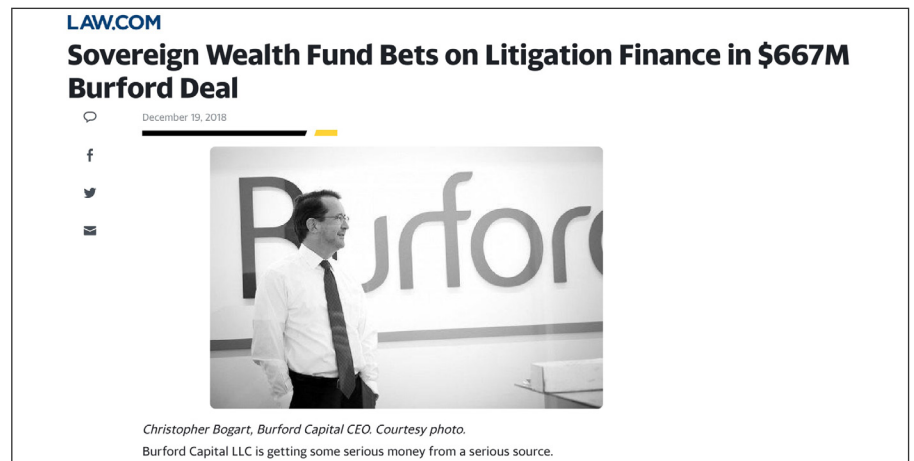 LAW.COM
Sovereign Wealth Fund Bets on Litigation Finance in $667M
Burford Deal
December 19, 2018
Burford
Christopher Bogart, Burford Capital CEO. Courtesy photo.
Burford Capital LLC is getting some serious money from a serious source.